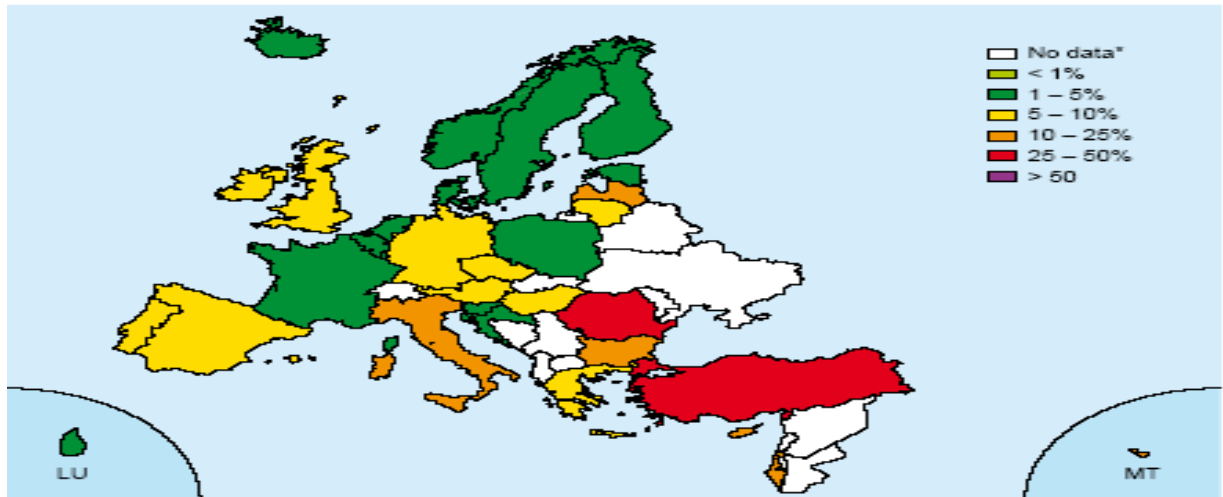 No data*
< 1%
1 – 5%
5 – 10%
10 – 25%
25 – 50%
> 50
LU
MT